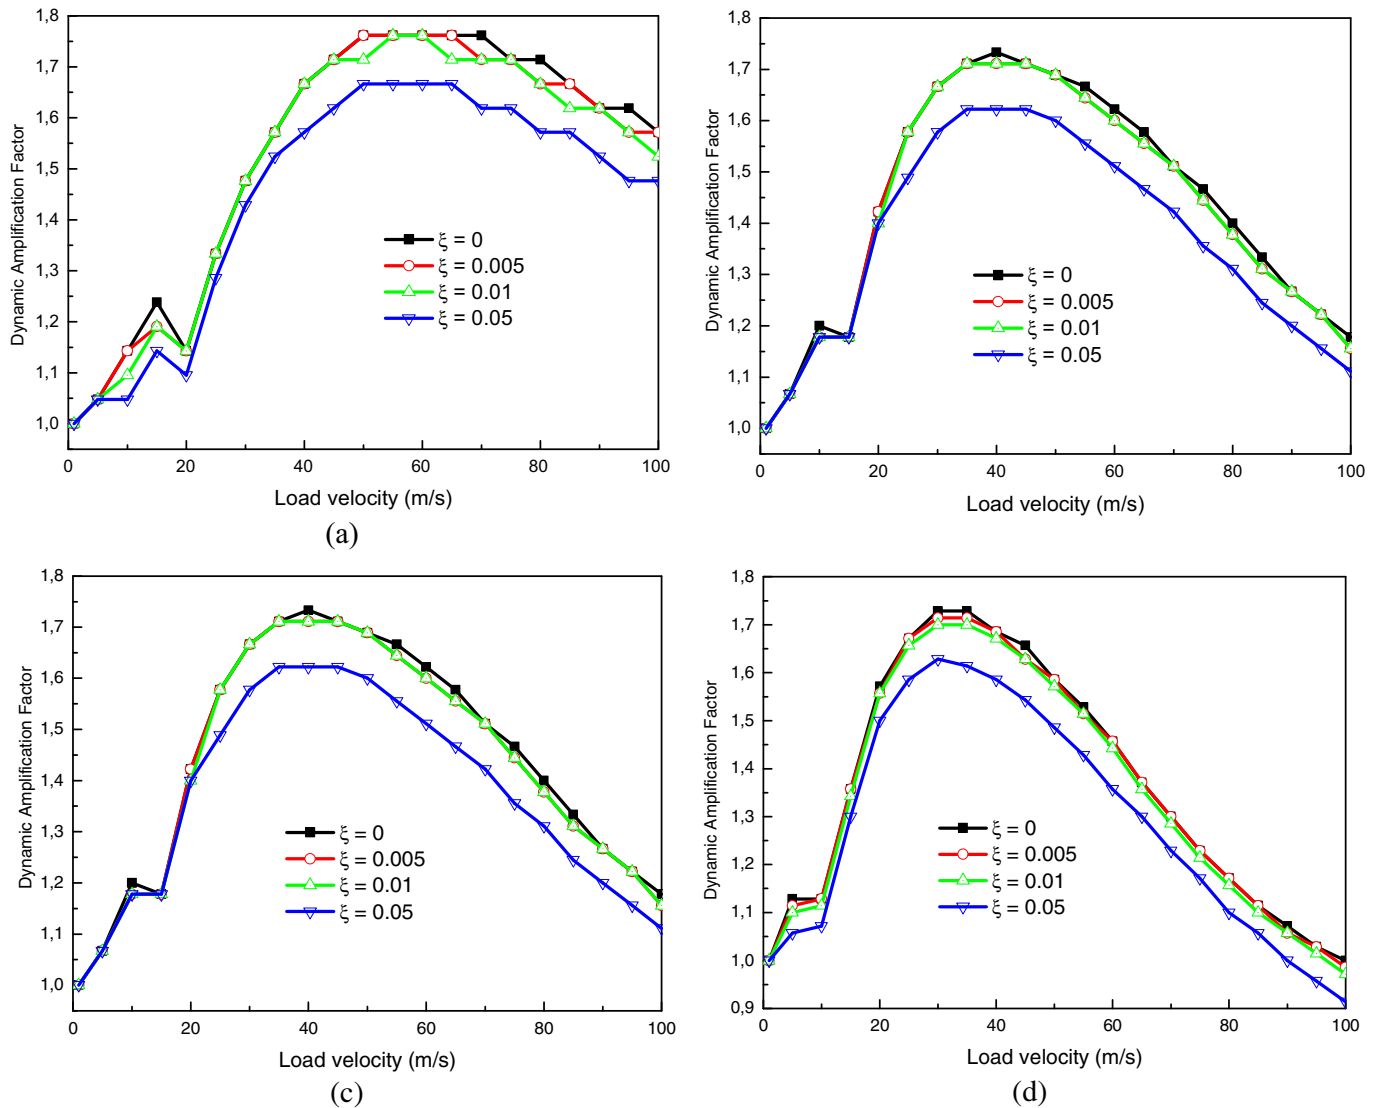 1,8
1,7
1,6
1,5
1,4
1,3
1,2
1,1
1,0
Dynamic Amplification Factor
ξ = 0
ξ = 0.005
ξ = 0.01
ξ = 0.05
0 20 40 60 80 100
Load velocity (m/s)
(a)
1,8
1,7
1,6
1,5
1,4
1,3
1,2
1,1
1,0
Dynamic Amplification Factor
ξ = 0
ξ = 0.005
ξ = 0.01
ξ = 0.05
0 20 40 60 80 100
Load velocity (m/s)
1,8
1,7
1,6
1,5
1,4
1,3
1,2
1,1
1,0
Dynamic Amplification Factor
ξ = 0
ξ = 0.005
ξ = 0.01
ξ = 0.05
0 20 40 60 80 100
Load velocity (m/s)
(c)
1,8
1,7
1,6
1,5
1,4
1,3
1,2
1,1
1,0
0,9
Dynamic Amplification Factor
ξ = 0
ξ = 0.005
ξ = 0.01
ξ = 0.05
0 20 40 60 80 100
Load velocity (m/s)
(d)